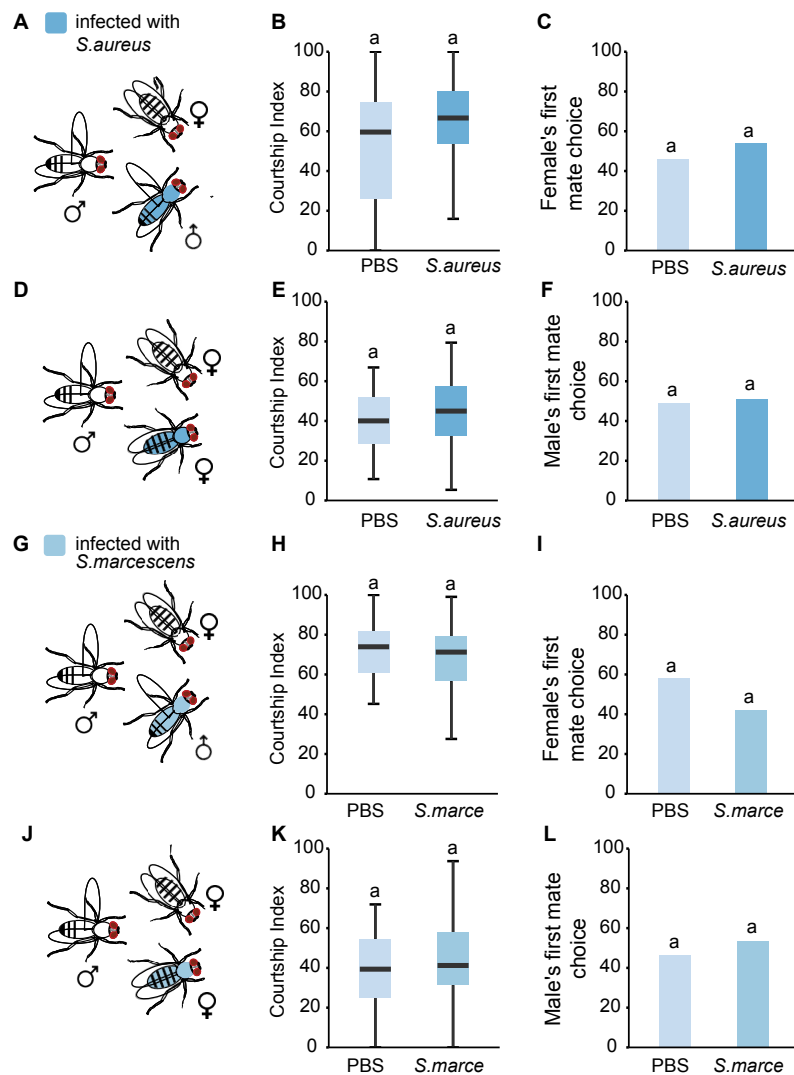 A
infected with
S.aureus
♀
♂
♂
B
a
a
100
80
60
40
20
0
Courtship Index
PBS
S.aureus
C
100
80
60
40
20
0
Female's first
mate choice
a
a
PBS
S.aureus
D
♀
♂
♀
E
100
80
60
40
20
0
Courtship Index
a
a
PBS
S.aureus
F
100
80
60
40
20
0
Male's first mate
choice
a
a
PBS
S.aureus
G
infected with
S.marcescens
♀
♂
♂
H
100
80
60
40
20
0
Courtship Index
a
a
PBS
S.marce
I
100
80
60
40
20
0
Female's first
mate choice
a
a
PBS
S.marce
J
♀
♂
♀
K
100
80
60
40
20
0
Courtship Index
a
a
PBS
S.marce
L
100
80
60
40
20
0
Male's first mate
choice
a
a
PBS
S.marce